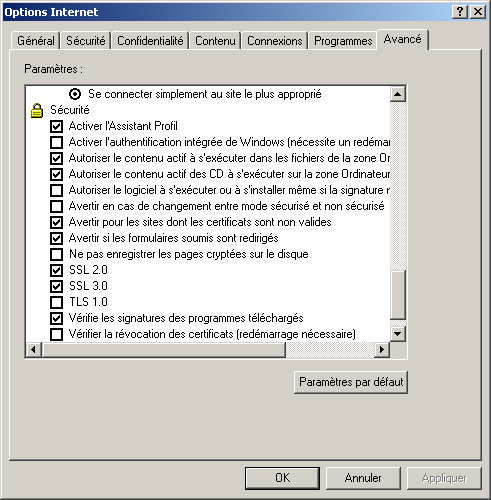 Options Internet
Général Sécurité Confidentialité Contenu Connexions Programmes Avancé
Paramètres :
Se connecter simplement au site le plus approprié
Sécurité
Activer l'Assistant Profil
Activer l'authentification intégrée de Windows (nécessite un redémar
Autoriser le contenu actif à s'exécuter dans les fichiers de la zone Or
Autoriser le contenu actif des CD à s'exécuter sur la zone Ordinateur
Autoriser le logiciel à s'exécuter ou à s'installer même si la signature n
Avertir en cas de changement entre mode sécurisé et non sécurisé
Avertir pour les sites dont les certificats sont non valides
Avertir si les formulaires soumis sont redirigés
Ne pas enregistrer les pages cryptées sur le disque
SSL 2.0
SSL 3.0
TLS 1.0
Vérifie les signatures des programmes téléchargés
Vérifier la révocation des certificats (redémarrage nécessaire)
Paramètres par défaut
OK Annuler Appliquer